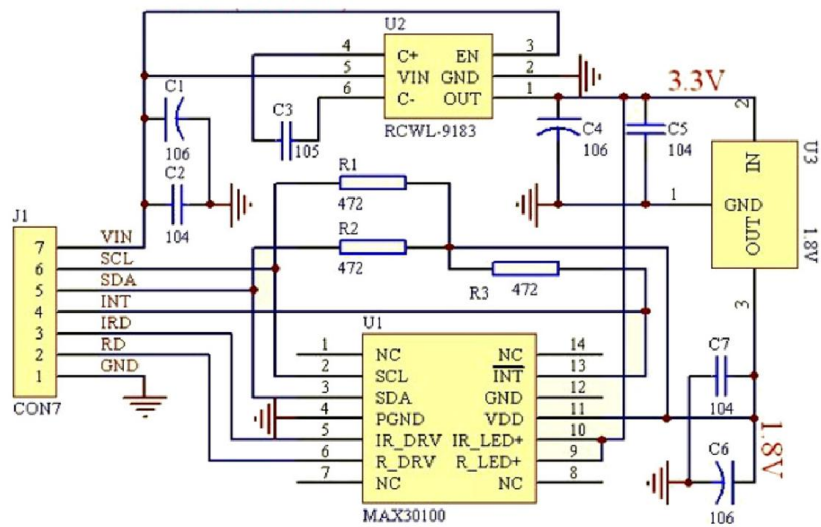 U2
4 C+ EN 3
5 VIN GND 2
6 C- OUT 1
RCWL-9183
C1
106
C2
104
C3
105
3.3V
C4
106
C5
104
2
U3
IN
1 GND
OUT
1.8V
3
R1
472
R2
472
R3 472
J1
7 VIN
6 SCL
5 SDA
4 INT
3 IRD
2 RD
1 GND
CON7
U1
1 NC NC 14
2 SCL INT 13
3 SDA GND 12
4 PGND VDD 11
5 IR_DRV IR_LED+ 10
6 R_DRV R_LED+ 9
7 NC NC 8
MAX30100
C7
104
C6
106
1.8V